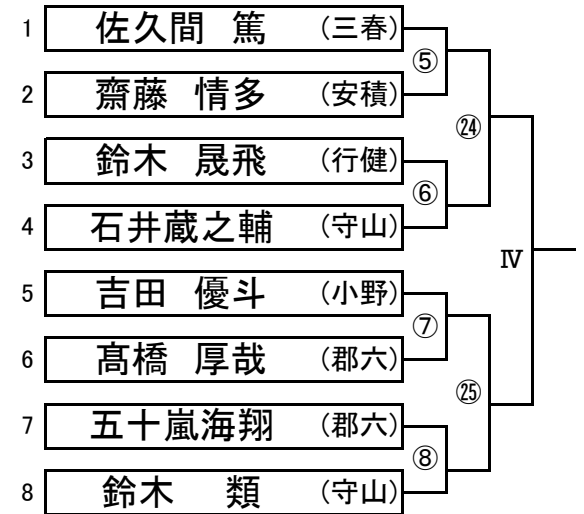 1 佐久間 篤 (三春)
⑤
2 齋藤 情多 (安積)
㉔
3 鈴木 晟飛 (行健)
⑥
4 石井蔵之輔 (守山)
Ⅳ
5 吉田 優斗 (小野)
⑦
6 髙橋 厚哉 (郡六)
㉕
7 五十嵐海翔 (郡六)
⑧
8 鈴木 類 (守山)